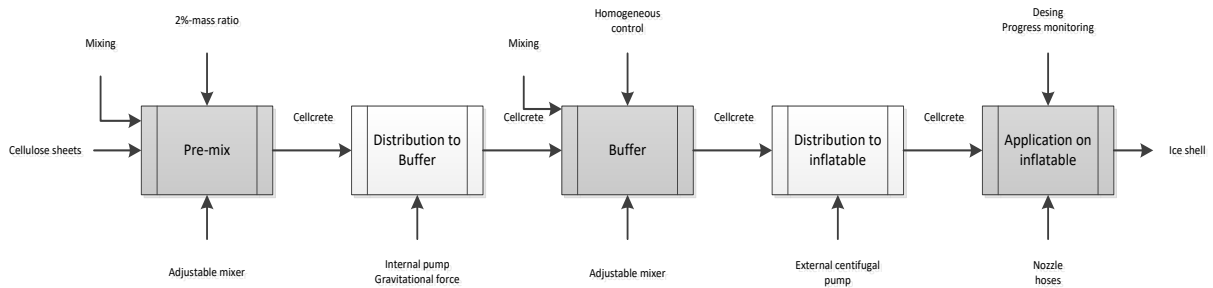 2%-mass ratio
Mixing
Cellulose sheets
Pre-mix
Adjustable mixer
Cellcrete
Distribution to
Buffer
Internal pump
Gravitational force
Cellcrete
Mixing
Homogeneous
control
Buffer
Adjustable mixer
Cellcrete
Distribution to
inflatable
External centifugal
pump
Cellcrete
Desing
Progress monitoring
Application on
inflatable
Nozzle
hoses
Ice shell